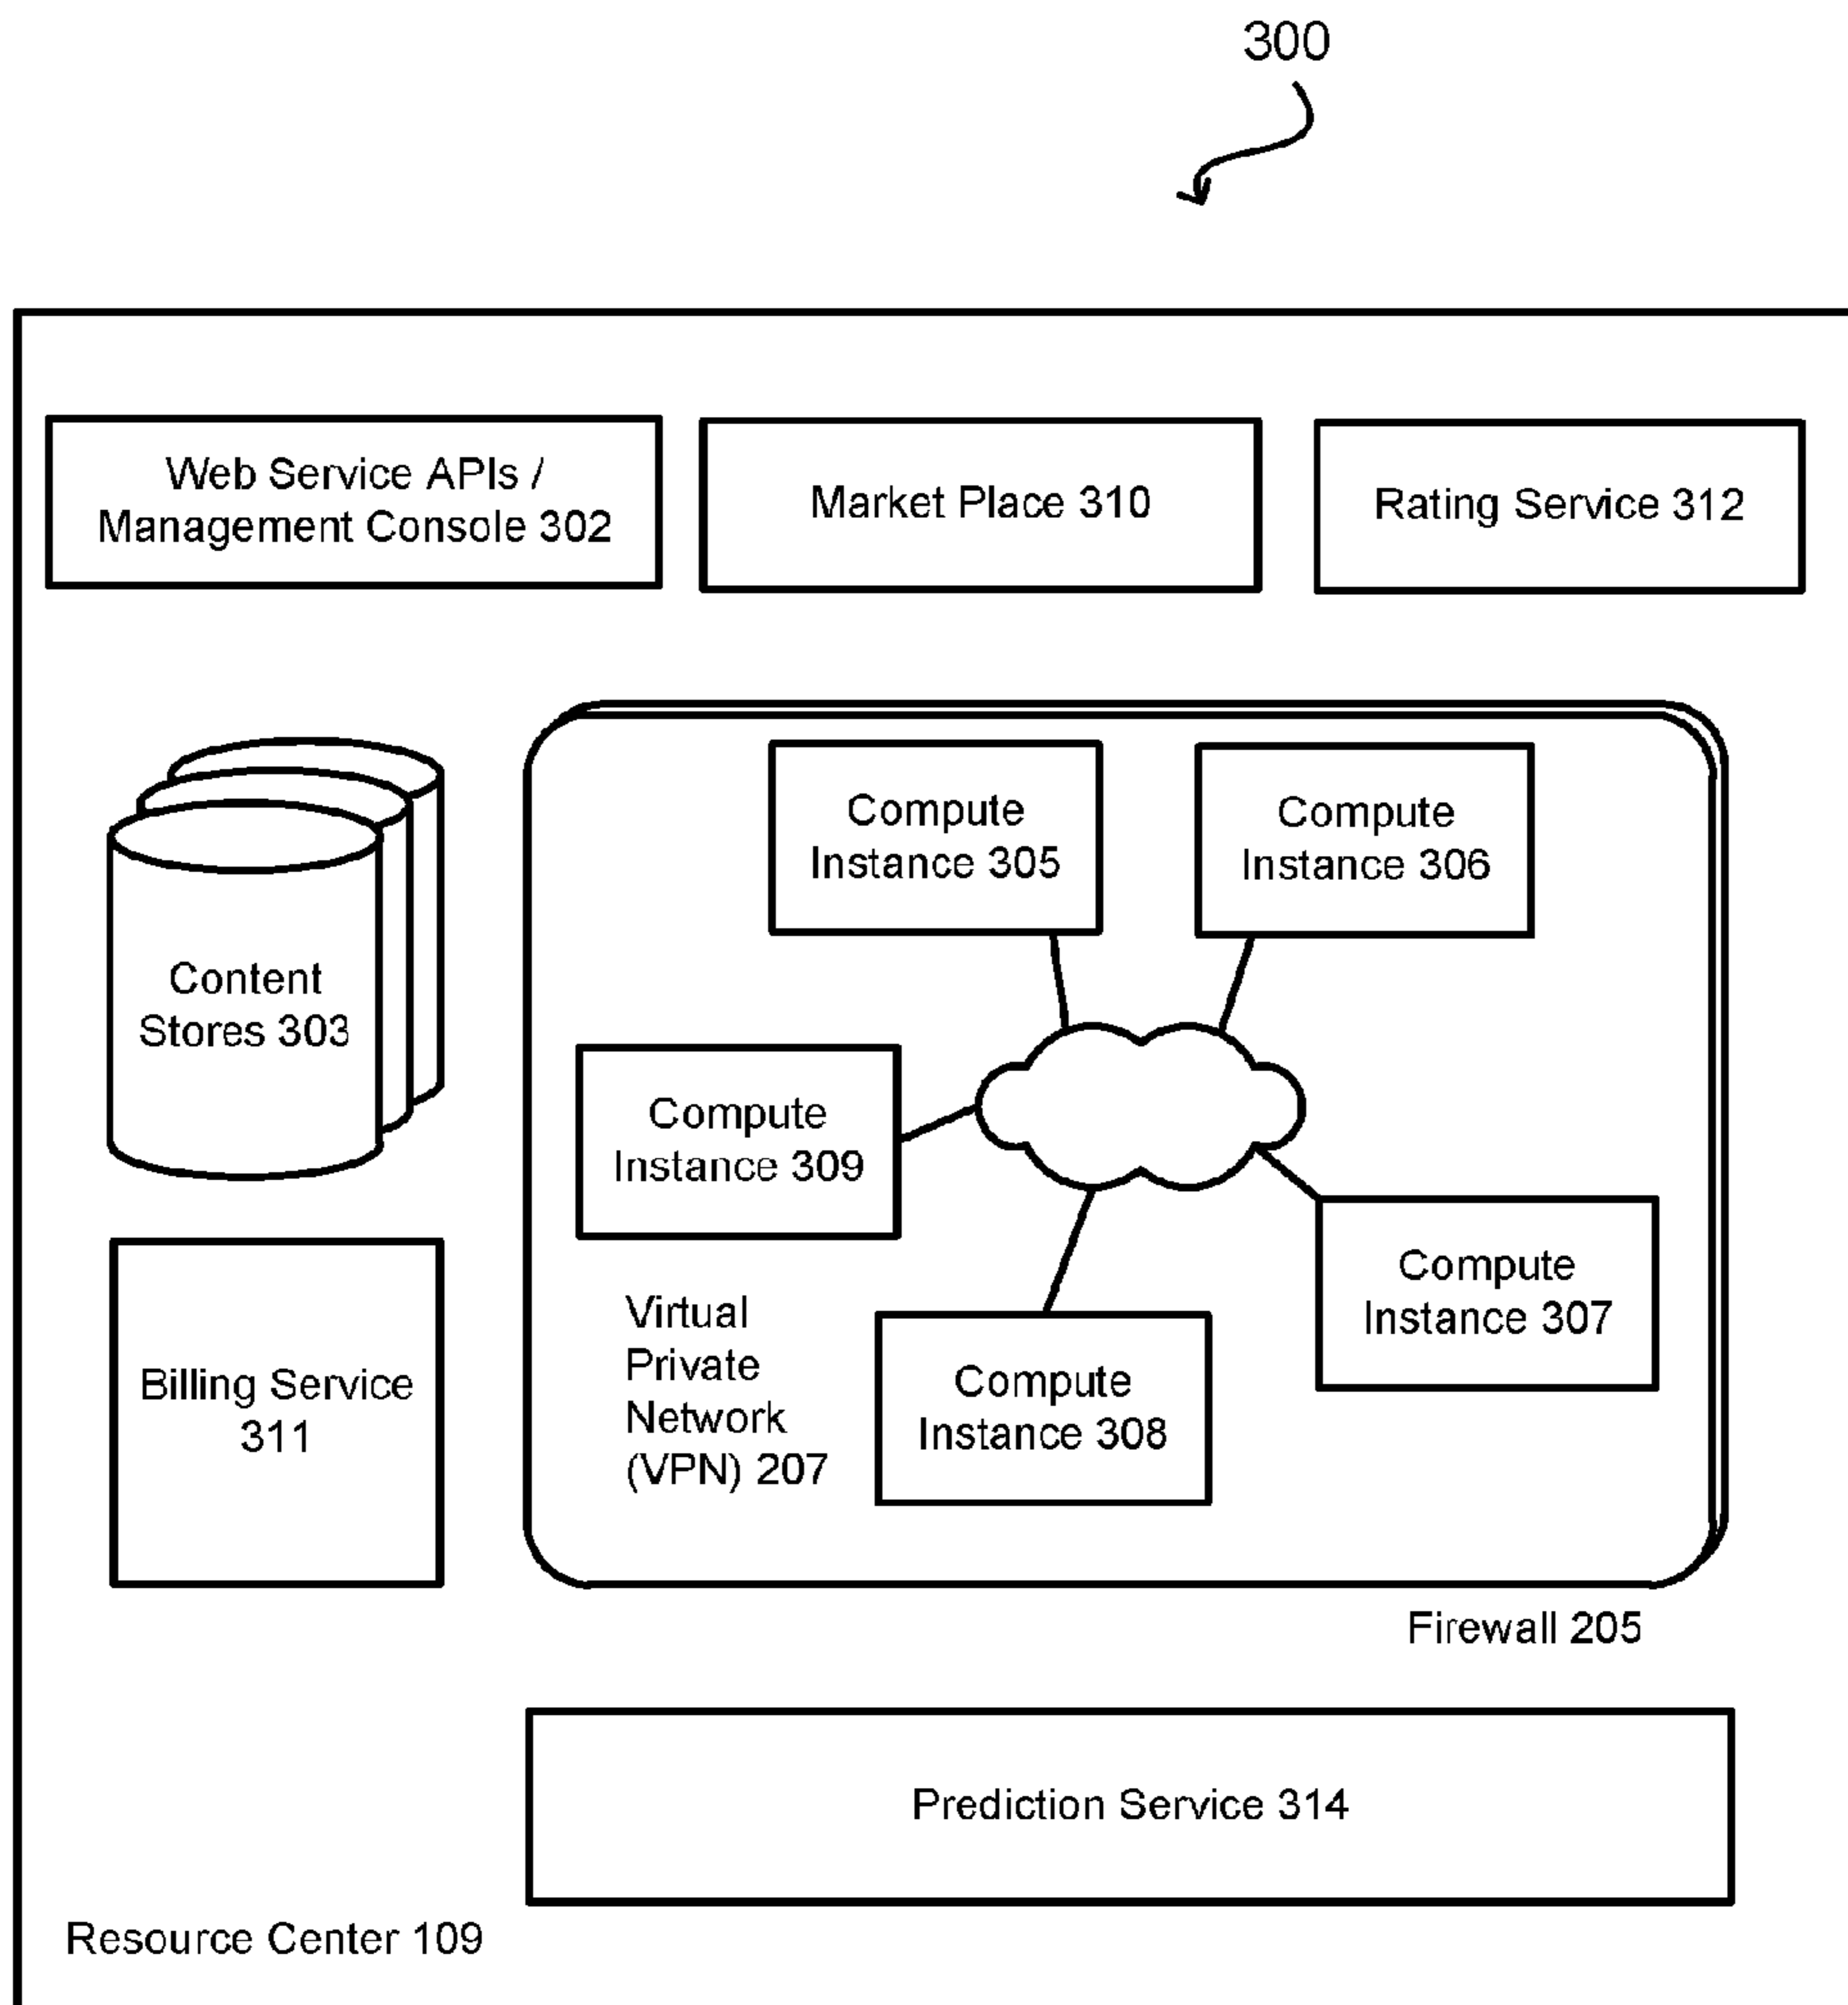 300
Web Service APIs /
Management Console 302
Market Place 310
Rating Service 312
Content
Stores 303
Compute
Instance 305
Compute
Instance 306
Compute
Instance 309
Compute
Instance 307
Compute
Instance 308
Virtual
Private
Network
(VPN) 207
Billing Service
311
Firewall 205
Prediction Service 314
Resource Center 109